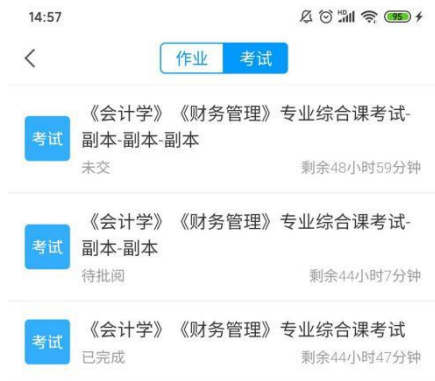 14:57
HD 95
作业 考试
考试
《会计学》《财务管理》专业综合课考试-
副本-副本-副本
未交 剩余48小时59分钟
考试
《会计学》《财务管理》专业综合课考试-
副本-副本
待批阅 剩余44小时7分钟
考试
《会计学》《财务管理》专业综合课考试
已完成 剩余44小时47分钟